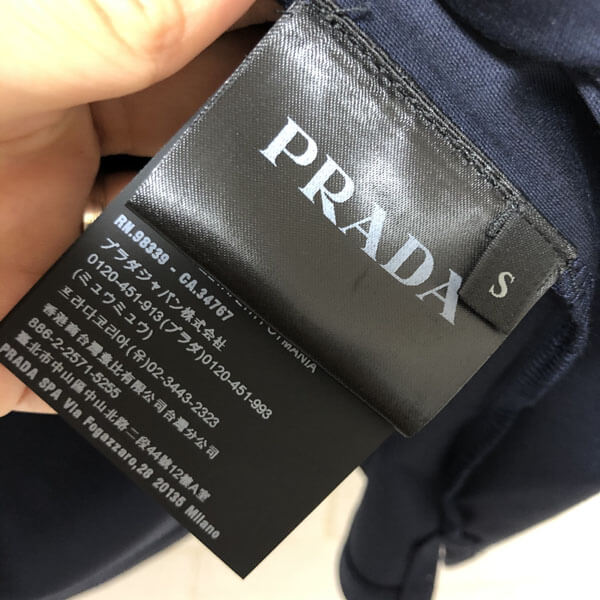 PRADA
S
RN.98339 - CA.34767
プラダジャパン株式会社
0120-451-913 (プラダ) 0120-451-993
(ミュウミュウ)
프라다코리아(유)02-3443-2323
香港商台灣普比有限公司台灣分公司
886-2-2571-5255
臺北市中山區中山北路二段44號12樓A室
PRADA SPA Via Fogazzaro,28 20135 Milano